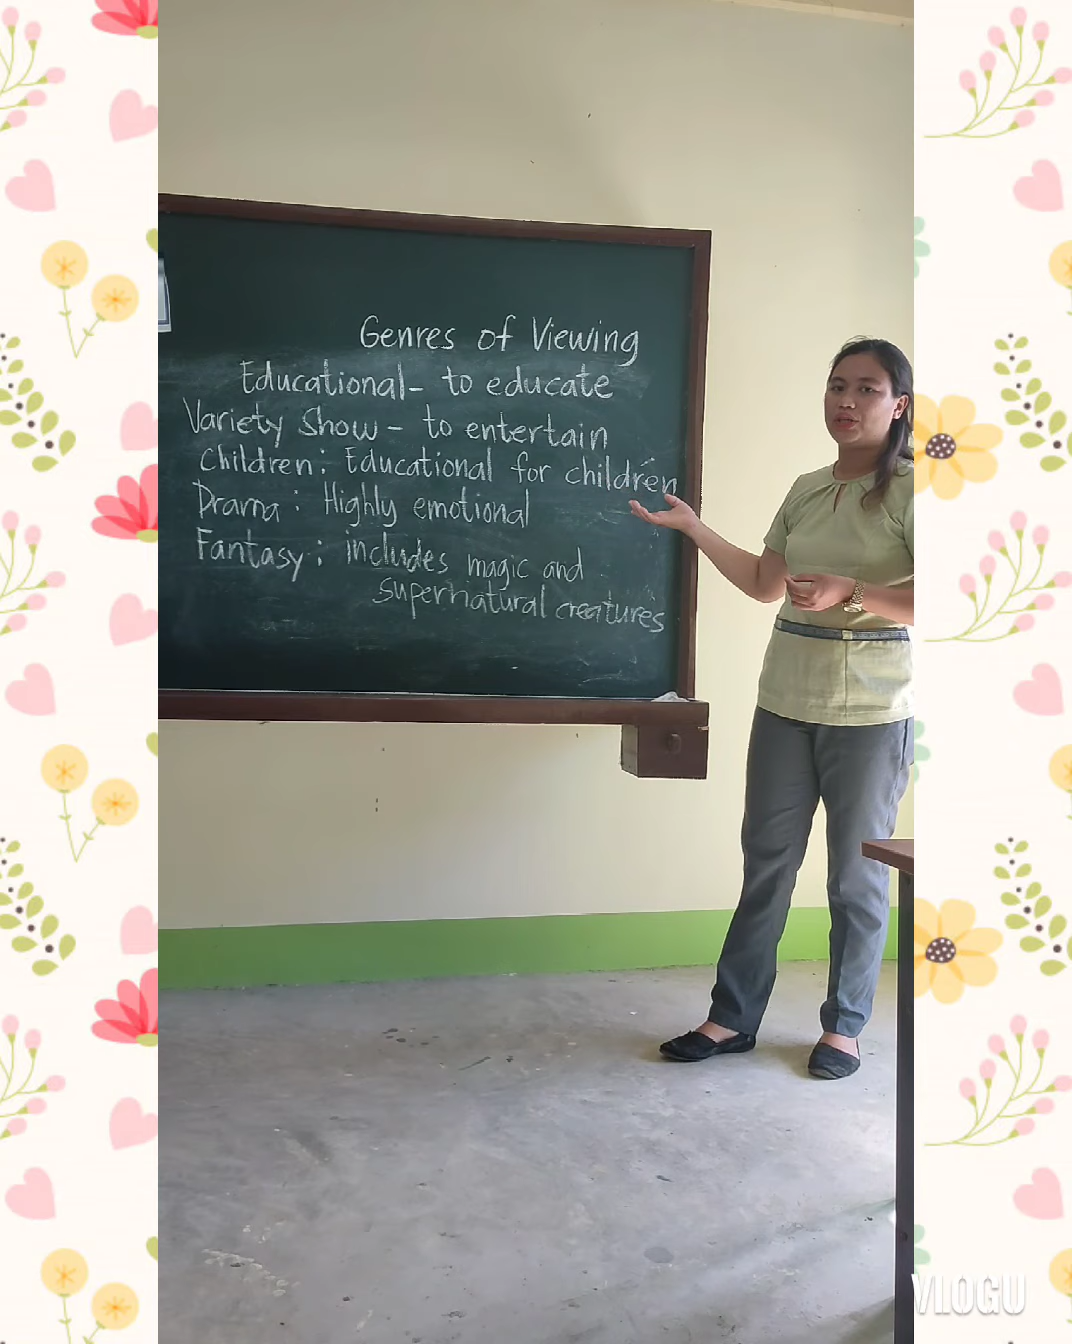 Genres of Viewing
Educational- to educate
Variety Show - to entertain
Children: Educational for children
Drama: Highly emotional
Fantasy: includes magic and
supernatural creatures
VLOGU